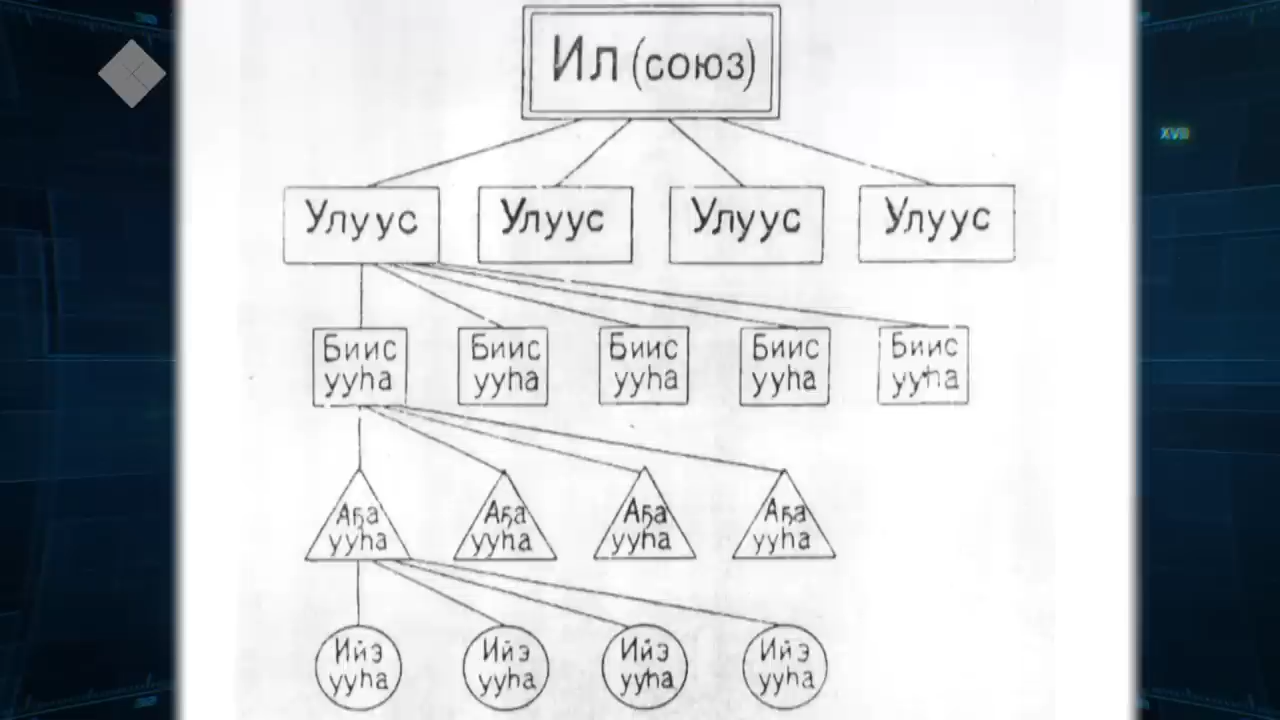 Ил (союз)
Улуус Улуус Улуус Улуус
Биис Биис Биис Биис Биис
ууһа ууһа ууһа ууһа ууһа
Аҕа Аҕа Аҕа Аҕа
ууһа ууһа ууһа ууһа
Ийэ Ийэ Ийэ Ийэ
ууһа ууһа ууһа ууһа
XVII